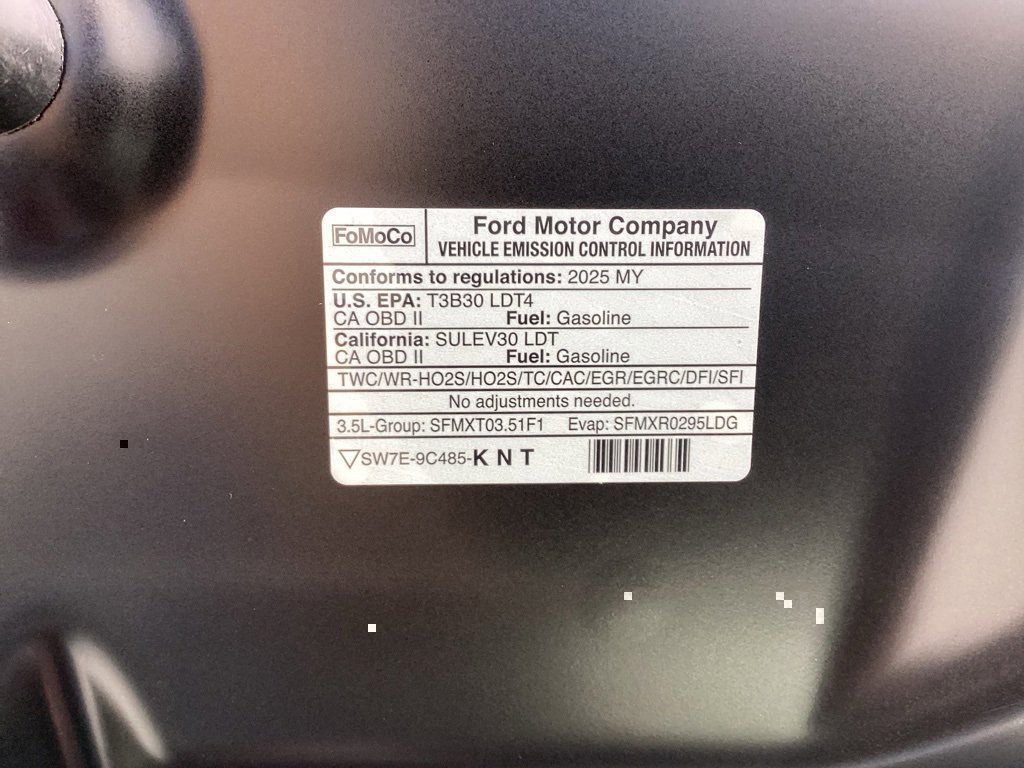 FoMoCo
Ford Motor Company
VEHICLE EMISSION CONTROL INFORMATION
Conforms to regulations: 2025 MY
U.S. EPA: T3B30 LDT4
CA OBD II Fuel: Gasoline
California: SULEV30 LDT
CA OBD II Fuel: Gasoline
TWC/WR-HO2S/HO2S/TC/CAC/EGR/EGRC/DFI/SFI
No adjustments needed.
3.5L-Group: SFMXT03.51F1 Evap: SFMXR0295LDG
SW7E-9C485-K N T